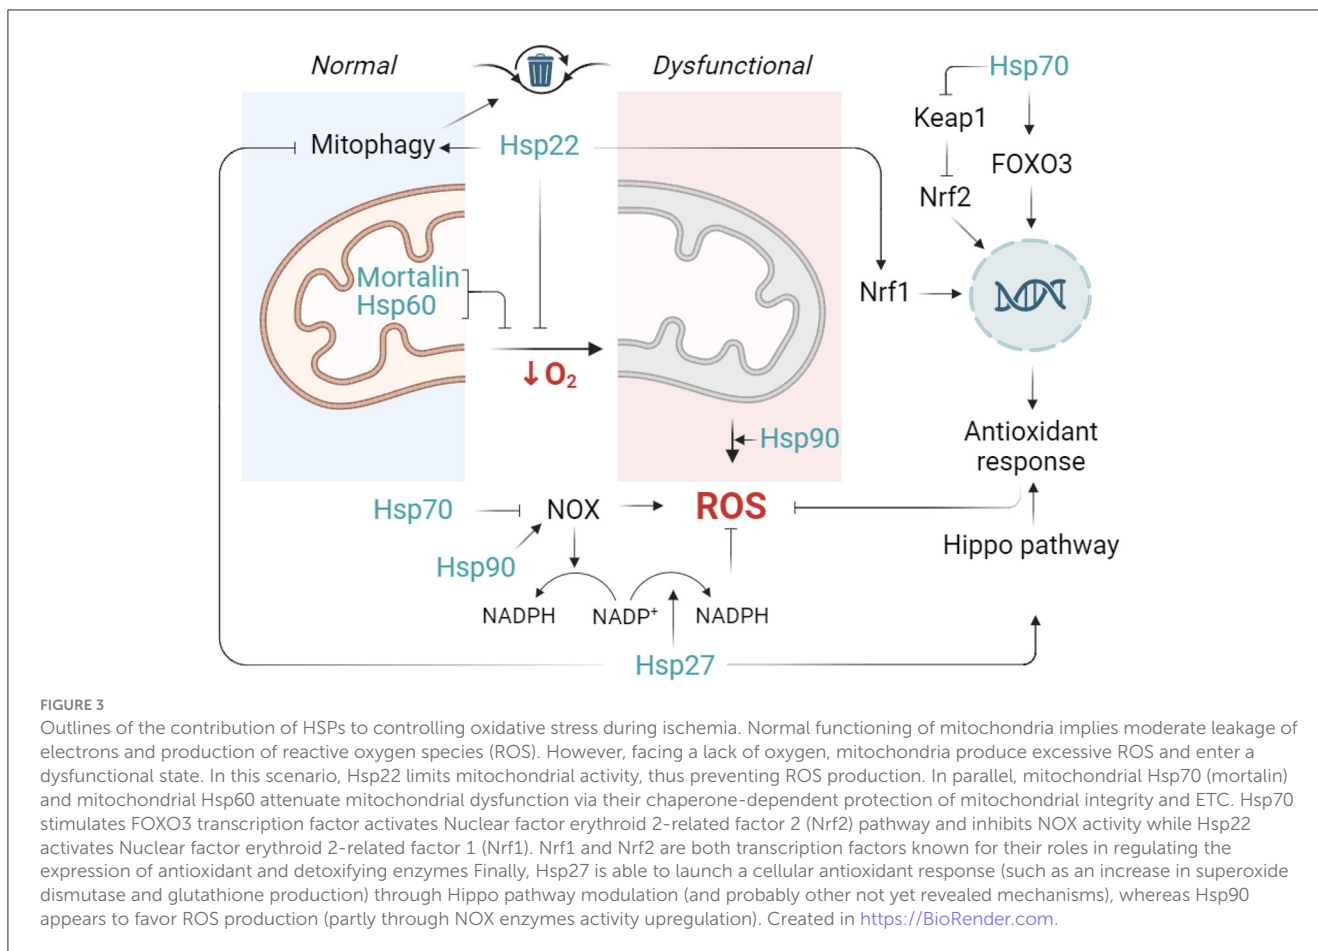 Normal
Dysfunctional
Hsp70
Keap1
Mitophagy
Hsp22
FOXO3
Nrf2
Mortalin
Hsp60
Nrf1
↓O₂
Hsp90
Antioxidant
response
Hsp70
NOX
ROS
Hippo pathway
Hsp90
NADPH
NADP⁺
NADPH
Hsp27
FIGURE 3
Outlines of the contribution of HSPs to controlling oxidative stress during ischemia. Normal functioning of mitochondria implies moderate leakage of
electrons and production of reactive oxygen species (ROS). However, facing a lack of oxygen, mitochondria produce excessive ROS and enter a
dysfunctional state. In this scenario, Hsp22 limits mitochondrial activity, thus preventing ROS production. In parallel, mitochondrial Hsp70 (mortalin)
and mitochondrial Hsp60 attenuate mitochondrial dysfunction via their chaperone-dependent protection of mitochondrial integrity and ETC. Hsp70
stimulates FOXO3 transcription factor activates Nuclear factor erythroid 2-related factor 2 (Nrf2) pathway and inhibits NOX activity while Hsp22
activates Nuclear factor erythroid 2-related factor 1 (Nrf1). Nrf1 and Nrf2 are both transcription factors known for their roles in regulating the
expression of antioxidant and detoxifying enzymes Finally, Hsp27 is able to launch a cellular antioxidant response (such as an increase in superoxide
dismutase and glutathione production) through Hippo pathway modulation (and probably other not yet revealed mechanisms), whereas Hsp90
appears to favor ROS production (partly through NOX enzymes activity upregulation). Created in https://BioRender.com.